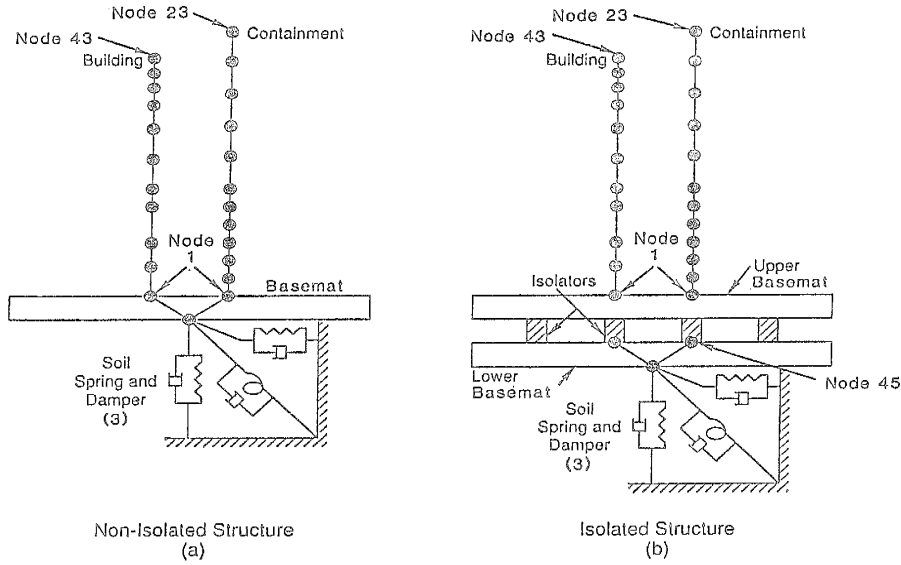 Node 23
Node 43
Containment
Building
Node
1
Basemat
Soil
Spring and
Damper
(3)
Non-Isolated Structure
(a)
Node 23
Node 43
Containment
Building
Node
1
Isolators
Upper
Basemat
Lower
Basemat
Node 45
Soil
Spring and
Damper
(3)
Isolated Structure
(b)